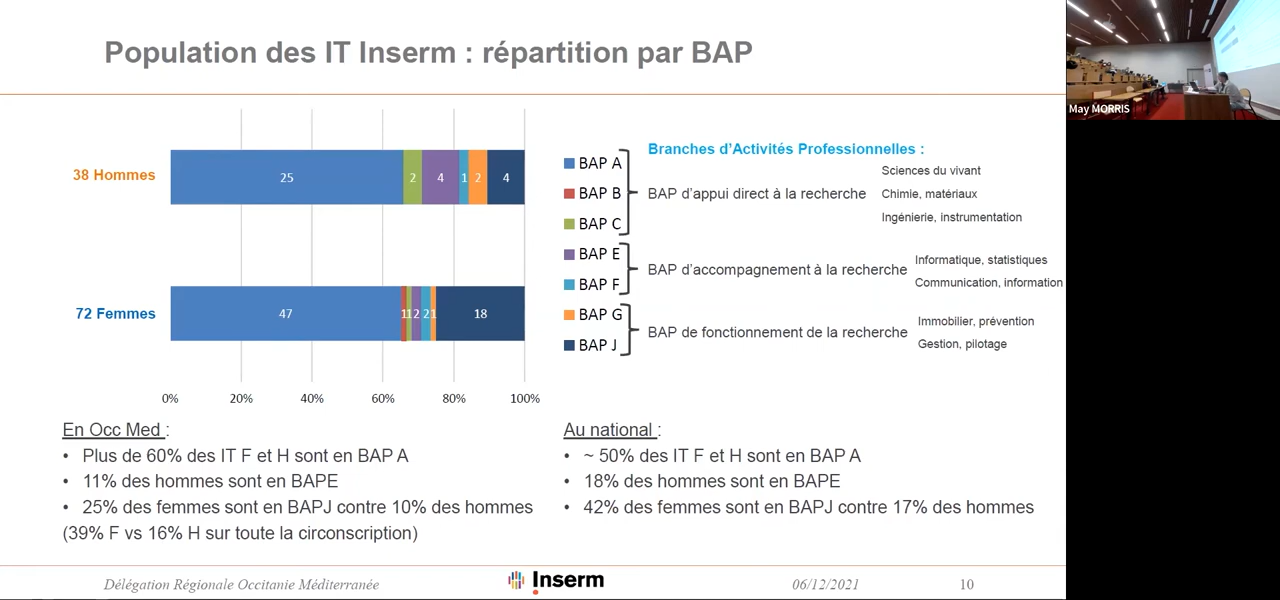 Population des IT Inserm : répartition par BAP
May MORRIS
38 Hommes
25
2
4
1
2
4
72 Femmes
47
1
1
2
2
1
18
0%
20%
40%
60%
80%
100%
BAP A
BAP B
BAP C
BAP E
BAP F
BAP G
BAP J
Branches d'Activités Professionnelles :
BAP d'appui direct à la recherche
Sciences du vivant
Chimie, matériaux
Ingénierie, instrumentation
BAP d'accompagnement à la recherche
Informatique, statistiques
Communication, information
BAP de fonctionnement de la recherche
Immobilier, prévention
Gestion, pilotage
En Occ Med :
• Plus de 60% des IT F et H sont en BAP A
• 11% des hommes sont en BAPE
• 25% des femmes sont en BAPJ contre 10% des hommes
(39% F vs 16% H sur toute la circonscription)
Au national :
• ~ 50% des IT F et H sont en BAP A
• 18% des hommes sont en BAPE
• 42% des femmes sont en BAPJ contre 17% des hommes
Délégation Régionale Occitanie Méditerranée
Inserm
06/12/2021
10